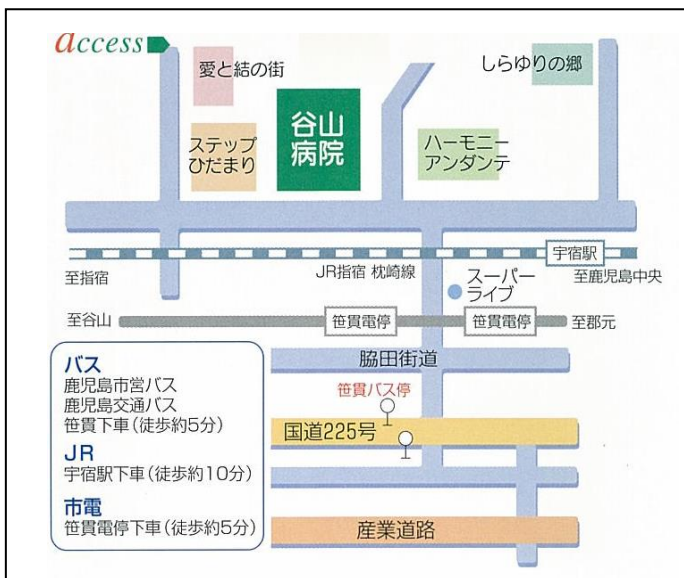 access
愛と結の街
しらゆりの郷
谷山
病院
ステップ
ひだまり
ハーモニー
アンダンテ
宇宿駅
至指宿
JR指宿 枕崎線
至鹿児島中央
スーパー
ライブ
至谷山
笹貫電停
笹貫電停
至郡元
脇田街道
笹貫バス停
国道225号
産業道路
バス
鹿児島市営バス
鹿児島交通バス
笹貫下車(徒歩約5分)
JR
宇宿駅下車(徒歩約10分)
市電
笹貫電停下車(徒歩約5分)